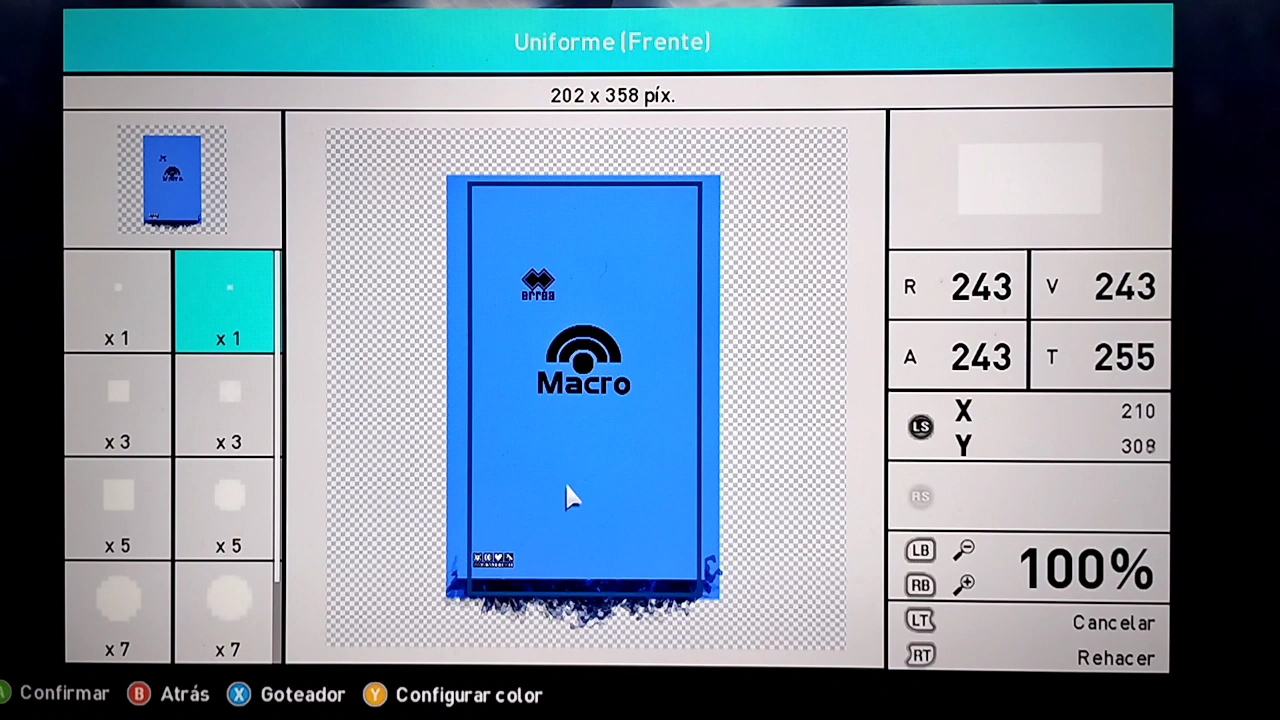 Uniforme (Frente)
202 x 358 píx.
x 1
x 1
x 3
x 3
x 5
x 5
x 7
x 7
errea
Macro
R 243
V 243
A 243
T 255
LS
X 210
Y 308
RS
LB
RB
100%
LT Cancelar
RT Rehacer
A Confirmar
B Atrás
X Goteador
Y Configurar color